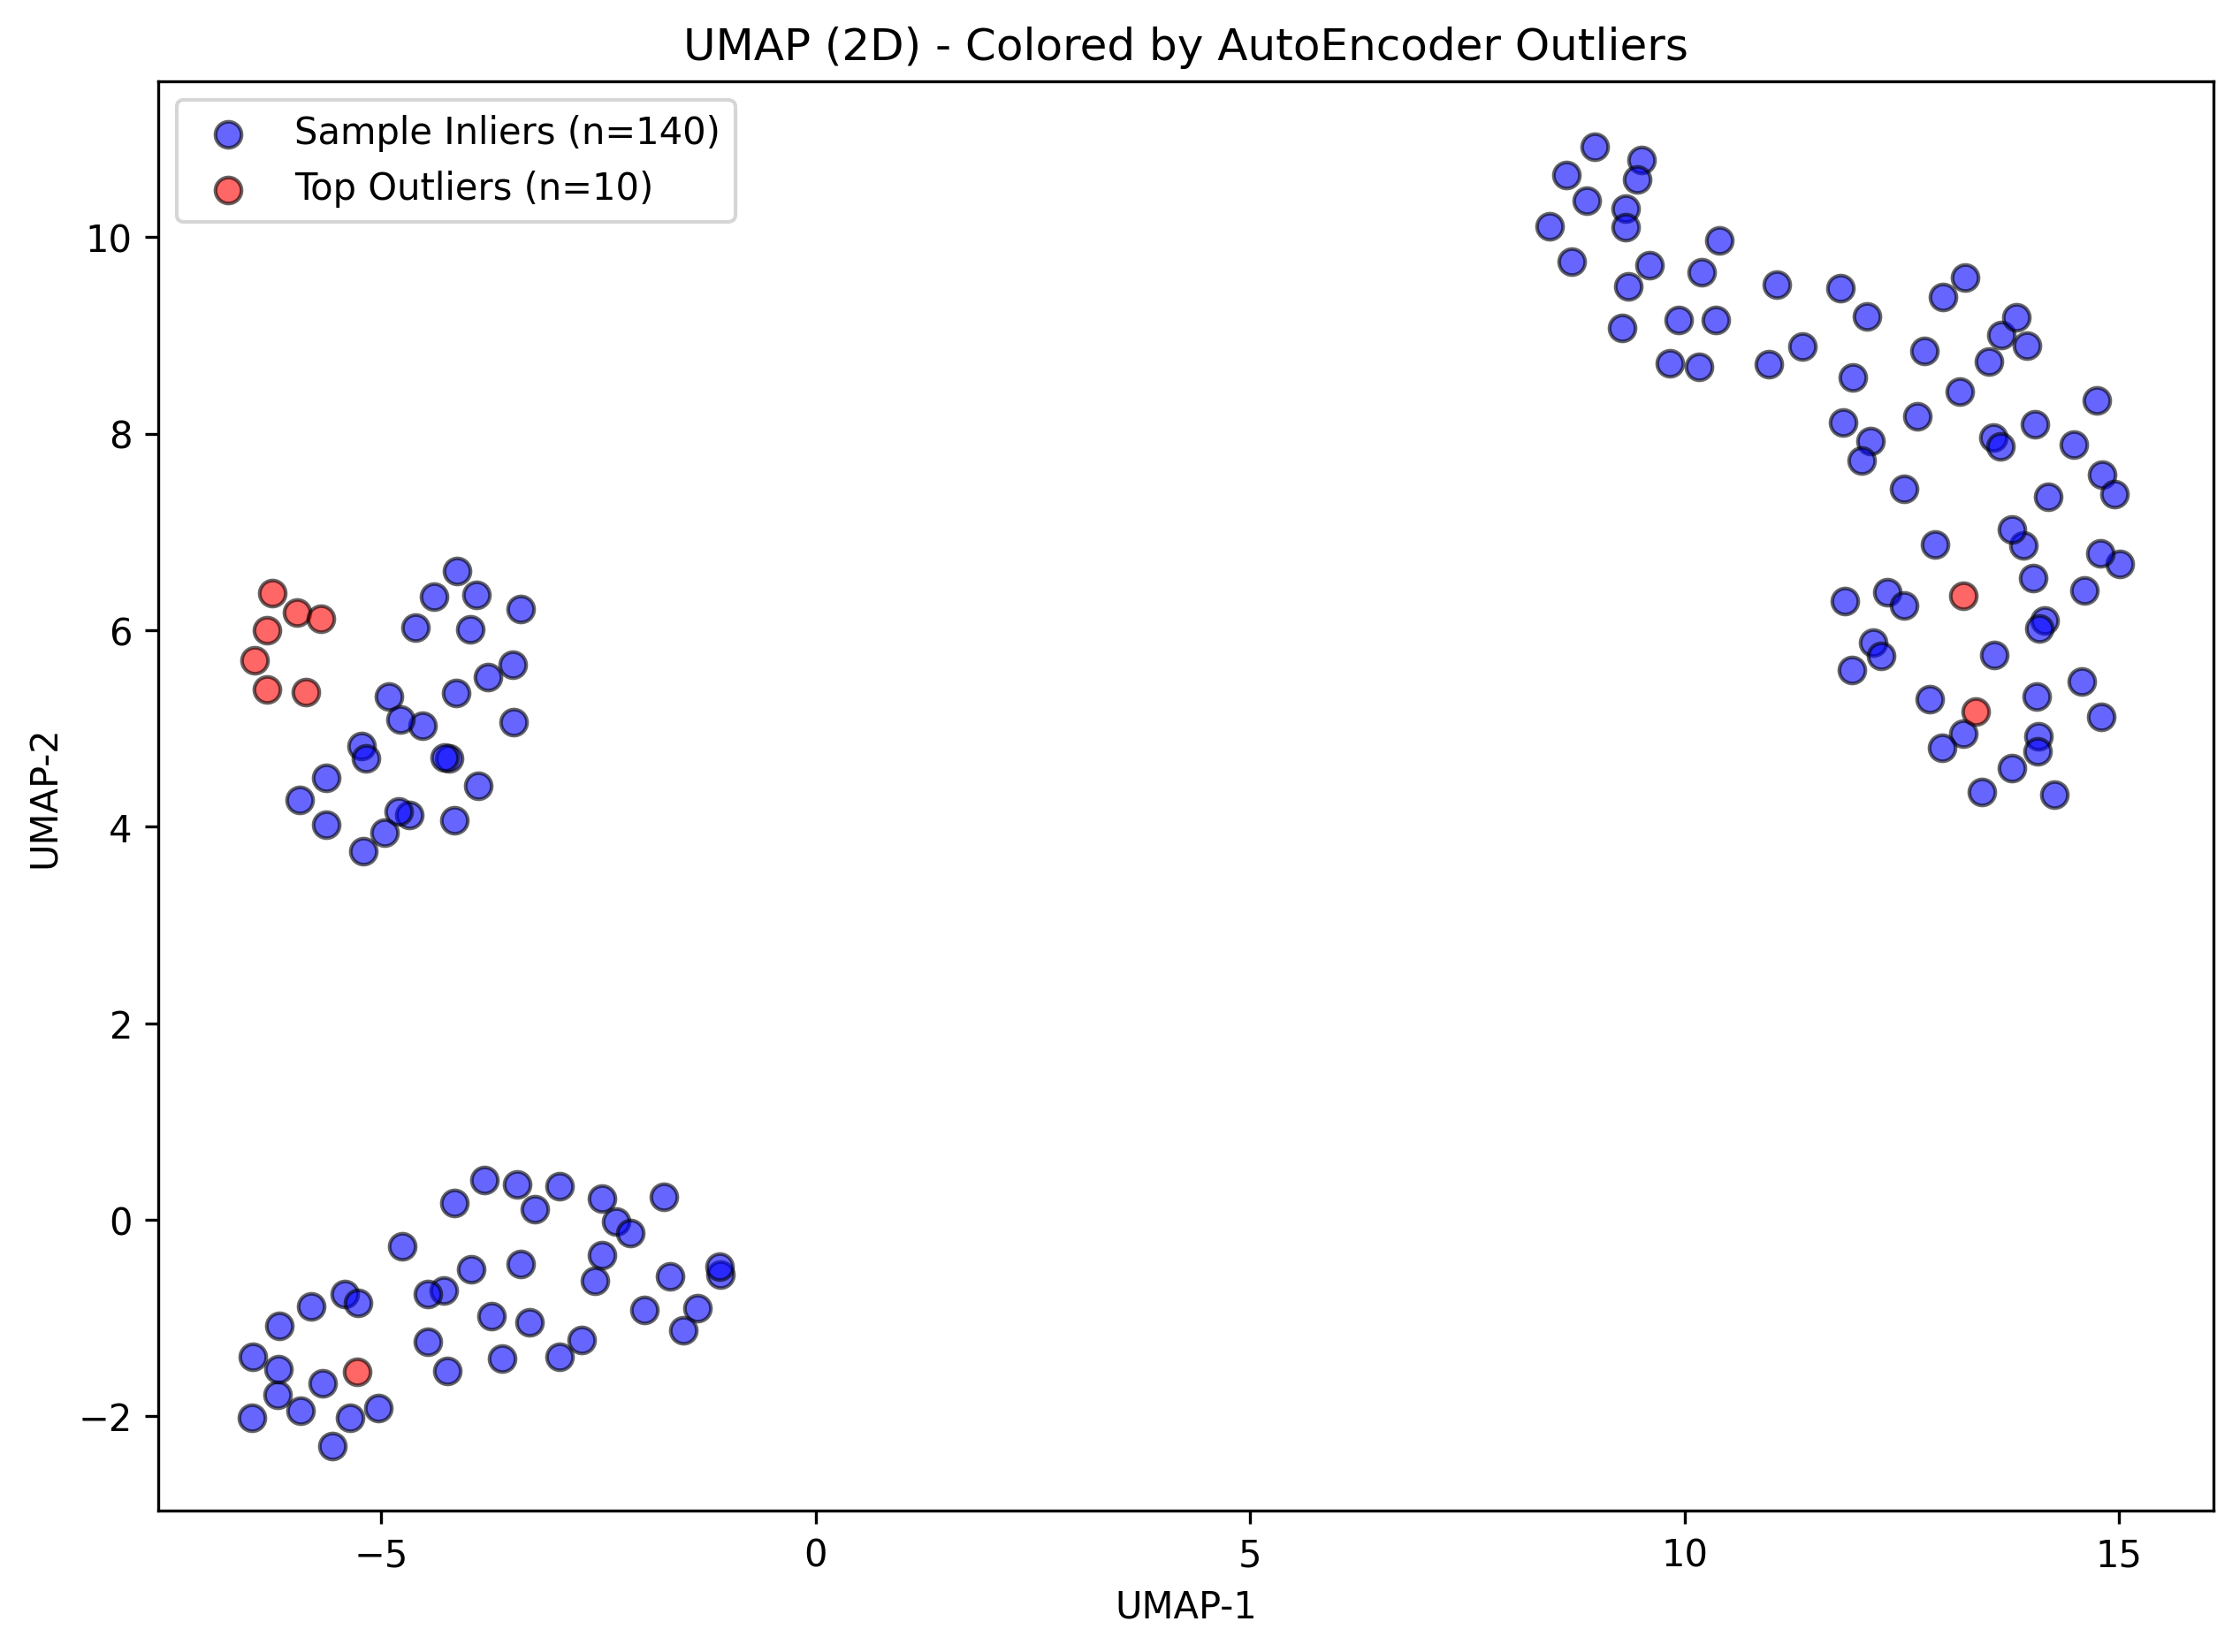 UMAP (2D) - Colored by AutoEncoder Outliers
Sample Inliers (n=140)
Top Outliers (n=10)
10
8
6
4
2
0
−2
UMAP-2
−5
0
5
10
15
UMAP-1